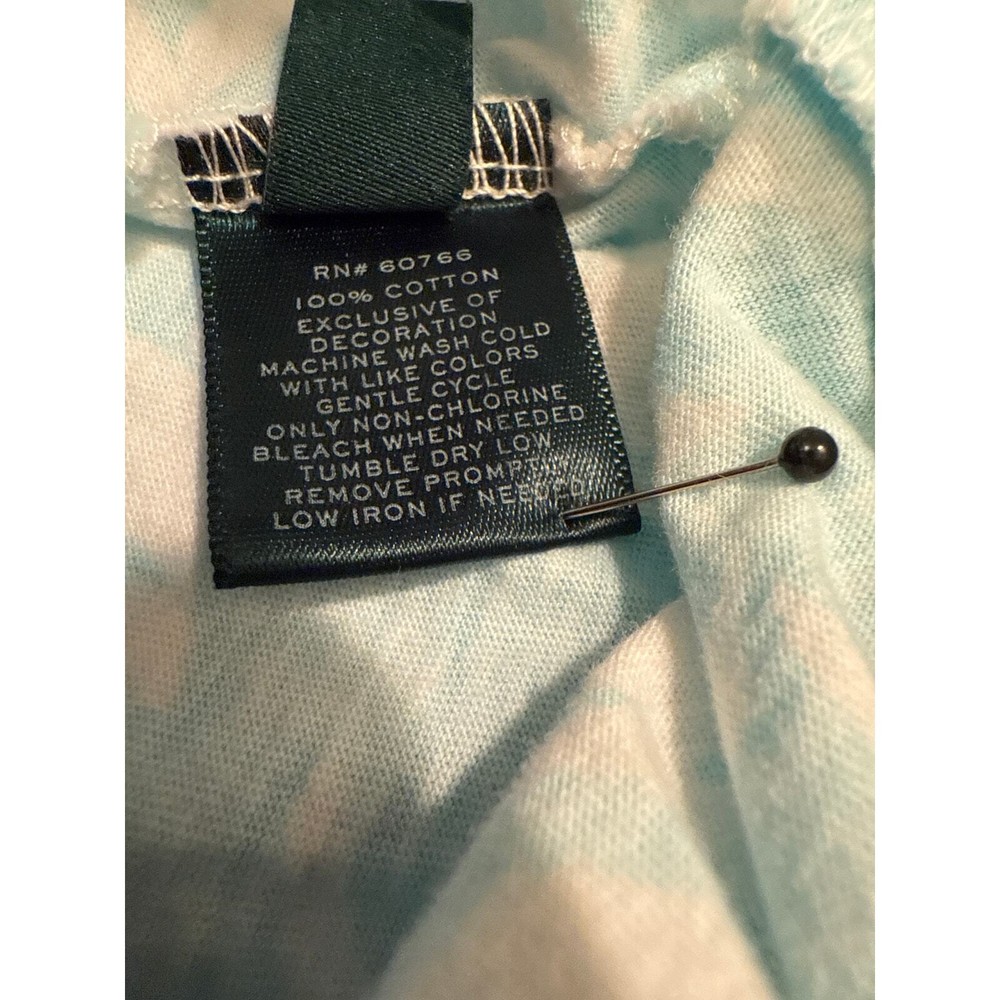 RN# 60766
100% COTTON
EXCLUSIVE OF
DECORATION
MACHINE WASH COLD
WITH LIKE COLORS
GENTLE CYCLE
ONLY NON-CHLORINE
BLEACH WHEN NEEDED
TUMBLE DRY LOW
REMOVE PROMPTLY
LOW IRON IF NEEDED